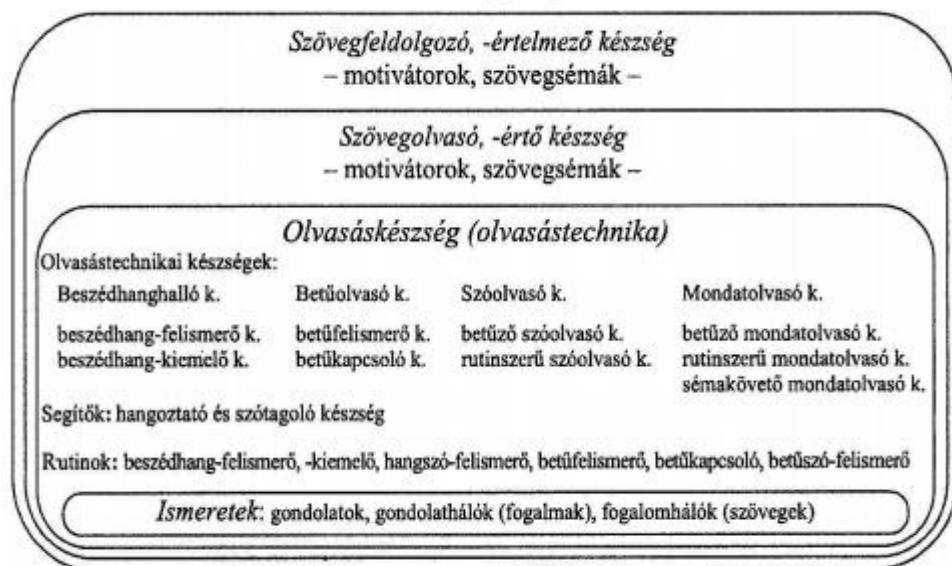 Szövegfeldolgozó, -értelmező készség
– motivátorok, szövegsémák –
Szövegolvasó, -értő készség
– motivátorok, szövegsémák –
Olvasáskészség (olvasástechnika)
Olvasástechnikai készségek:
Beszédhanghalló k. Betűolvasó k. Szóolvasó k. Mondatolvasó k.
beszédhang-felismerő k. betűfelismerő k. betűző szóolvasó k. betűző mondatolvasó k.
beszédhang-kiemelő k. betűkapcsoló k. rutinszerű szóolvasó k. rutinszerű mondatolvasó k.
sémakövető mondatolvasó k.
Segítők: hangoztató és szótagoló készség
Rutinok: beszédhang-felismerő, -kiemelő, hangszó-felismerő, betűfelismerő, betűkapcsoló, betűszó-felismerő
Ismeretek: gondolatok, gondolathálók (fogalmak), fogalomhálók (szövegek)